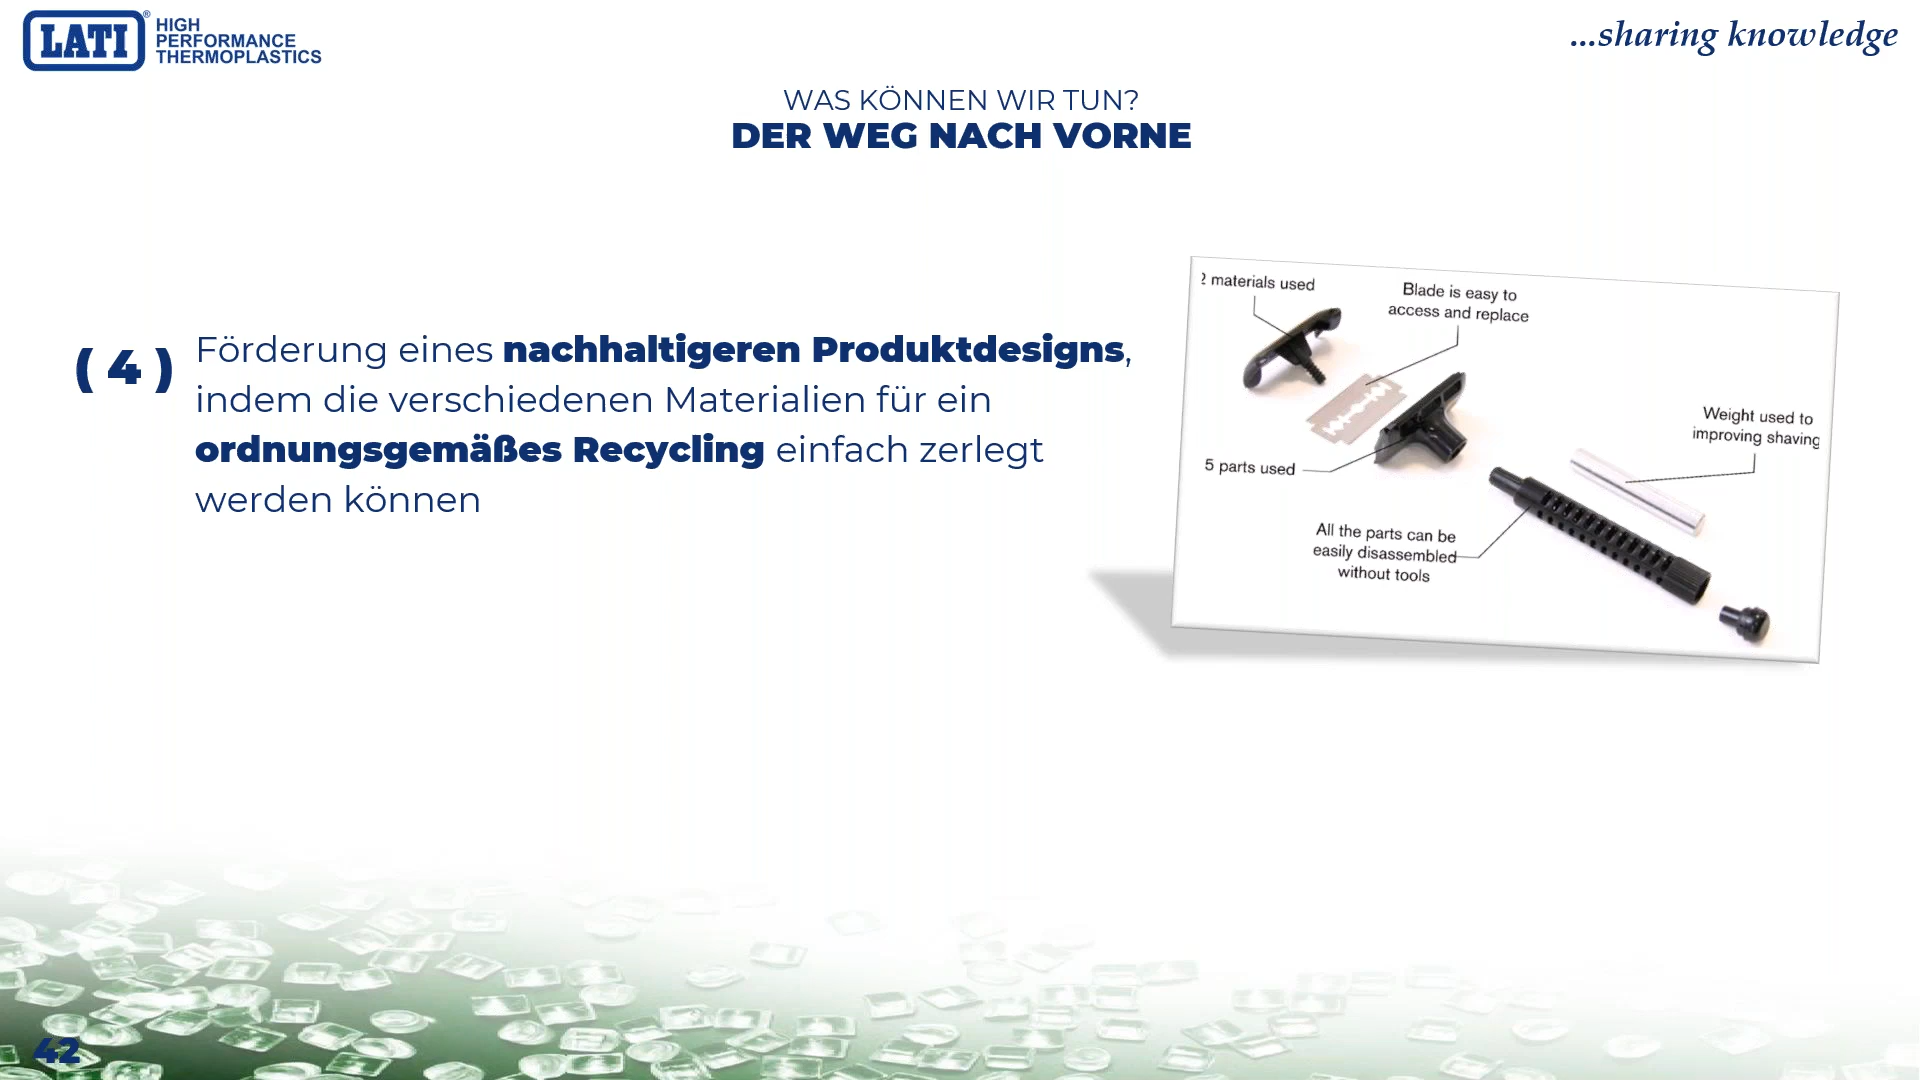 LATI®
HIGH
PERFORMANCE
THERMOPLASTICS
...sharing knowledge
WAS KÖNNEN WIR TUN?
DER WEG NACH VORNE
( 4 )
Förderung eines nachhaltigeren Produktdesigns,
indem die verschiedenen Materialien für ein
ordnungsgemäßes Recycling einfach zerlegt
werden können
2 materials used
Blade is easy to
access and replace
Weight used to
improving shaving
5 parts used
All the parts can be
easily disassembled
without tools
42